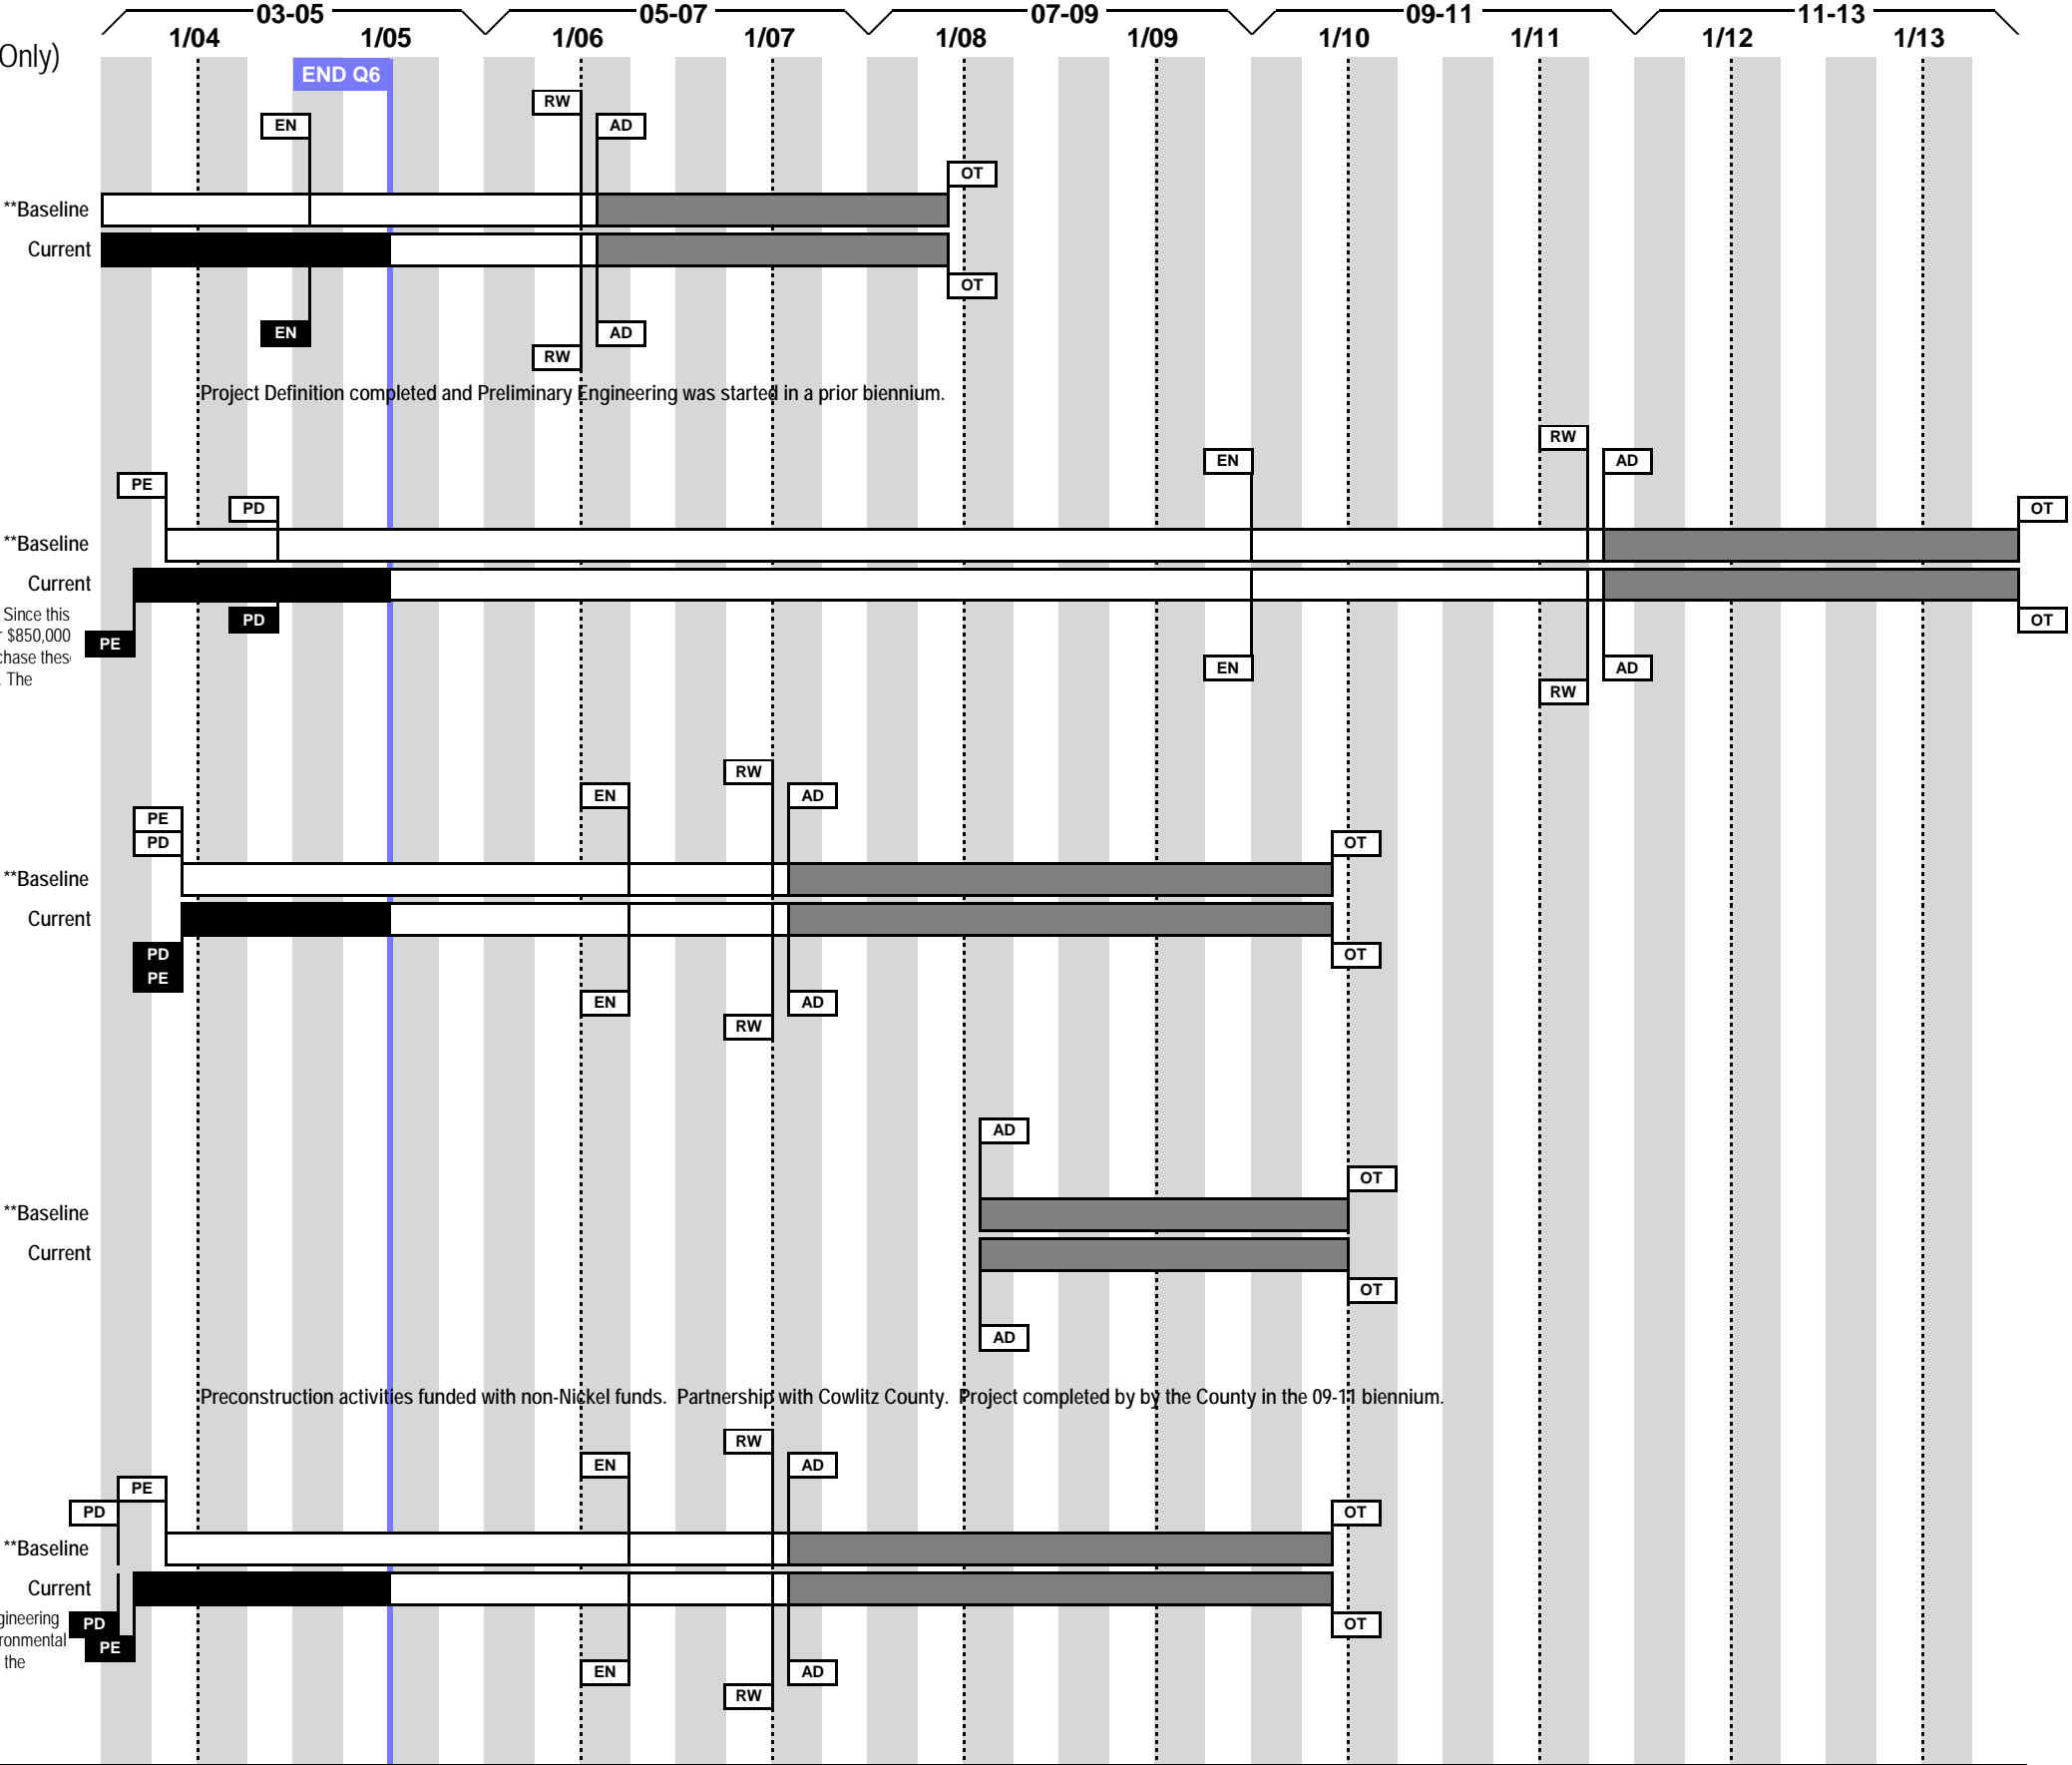 03-05 05-07 07-09 09-11 11-13
1/04 1/05 1/06 1/07 1/08 1/09 1/10 1/11 1/12 1/13
Only)
END Q6
RW
EN AD
OT
**Baseline
Current
OT
EN AD
RW
Project Definition completed and Preliminary Engineering was started in a prior biennium.
RW
EN AD
PE
PD OT
**Baseline
Current
Since this
PD OT
$850,000
PE
chase these
The
EN AD
RW
RW
EN AD
PE
PD OT
**Baseline
Current
PD OT
PE
EN AD
RW
AD
OT
**Baseline
Current
OT
AD
Preconstruction activities funded with non-Nickel funds. Partnership with Cowlitz County. Project completed by by the County in the 09-11 biennium.
RW
EN AD
PE
PD OT
**Baseline
Current
gineering
PD OT
ronmental
PE
the
EN AD
RW